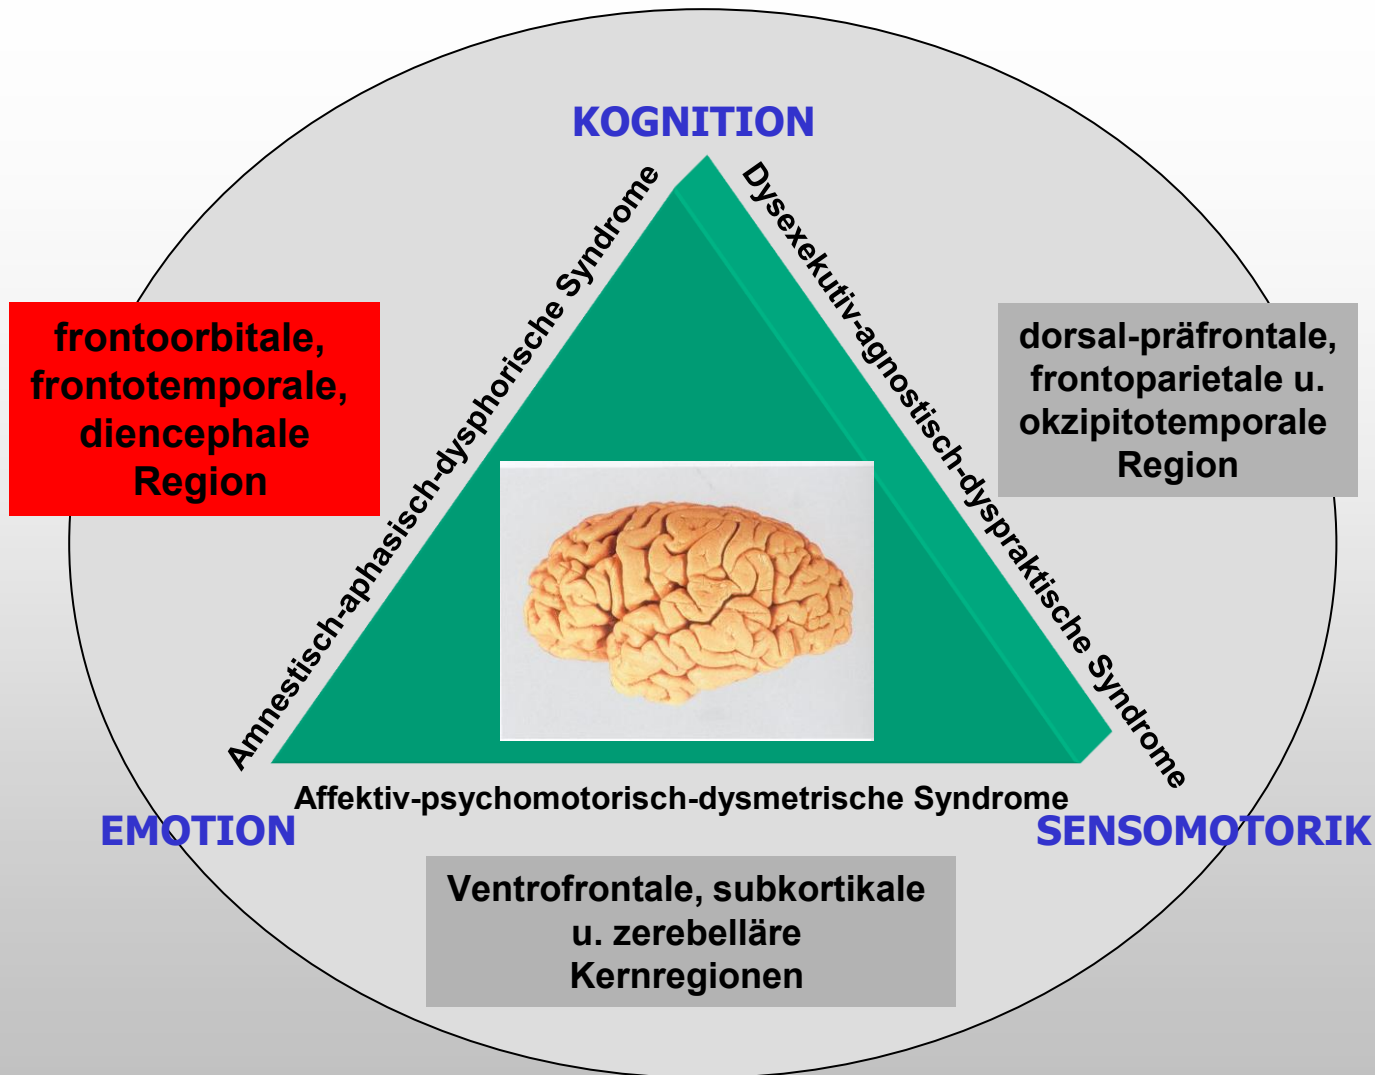 KOGNITION
Amnestisch-aphasisch-dysphorische Syndrome
Dysexekutiv-agnostisch-dyspraktische Syndrome
frontoorbitale,
frontotemporale,
diencephale
Region
dorsal-präfrontale,
frontoparietale u.
okzipitotemporale
Region
Affektiv-psychomotorisch-dysmetrische Syndrome
EMOTION
SENSOMOTORIK
Ventrofrontale, subkortikale
u. zerebelläre
Kernregionen